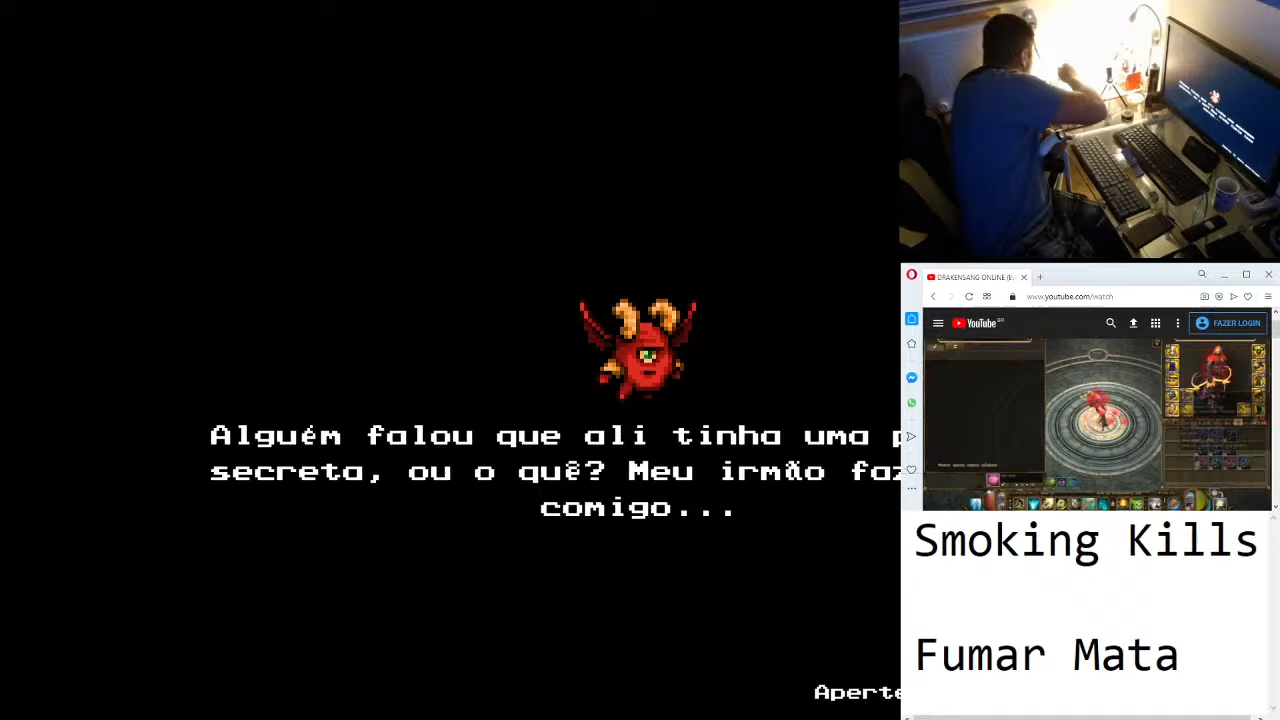 Alguém falou que ali tinha uma
secreta, ou o quê? Meu irmão faz
comigo...
Aperte
DRAKENSANG ONLINE (E
www.youtube.com/watch
YouTube BR
FAZER LOGIN
Smoking Kills
Fumar Mata